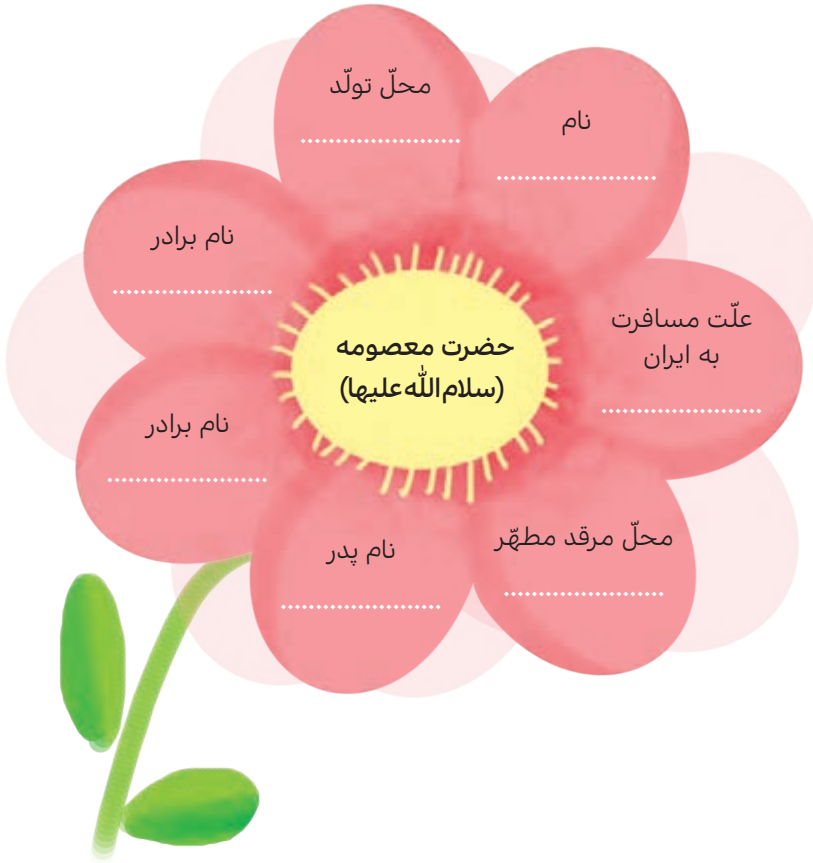 حضرت معصومه
(سلام‌اللّٰه‌علیها)
نام
....................
محلّ تولّد
....................
نام برادر
....................
نام برادر
....................
نام پدر
....................
محلّ مرقد مطهّر
....................
علّت مسافرت
به ایران
....................